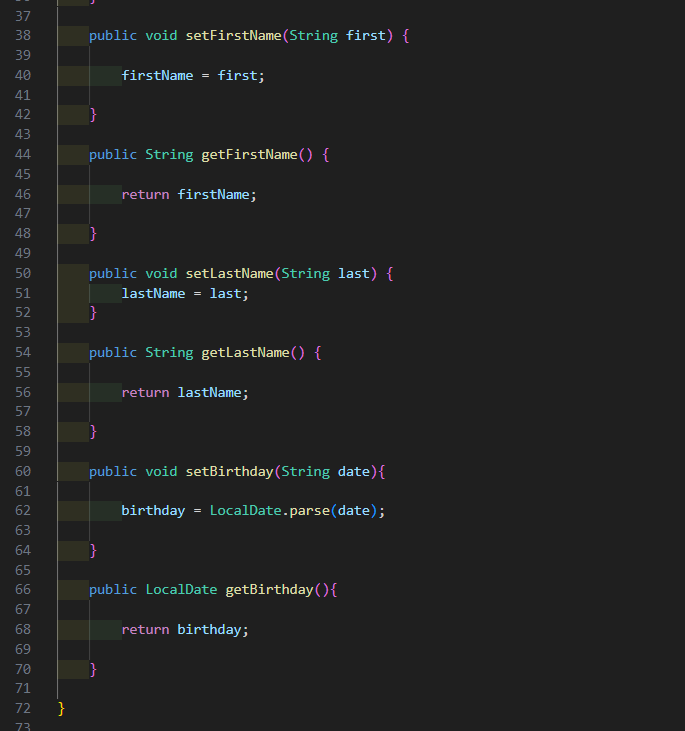 37
38 public void setFirstName(String first) {
39
40 firstName = first;
41
42 }
43
44 public String getFirstName() {
45
46 return firstName;
47
48 }
49
50 public void setLastName(String last) {
51 lastName = last;
52 }
53
54 public String getLastName() {
55
56 return lastName;
57
58 }
59
60 public void setBirthday(String date){
61
62 birthday = LocalDate.parse(date);
63
64 }
65
66 public LocalDate getBirthday(){
67
68 return birthday;
69
70 }
71
72 }
73